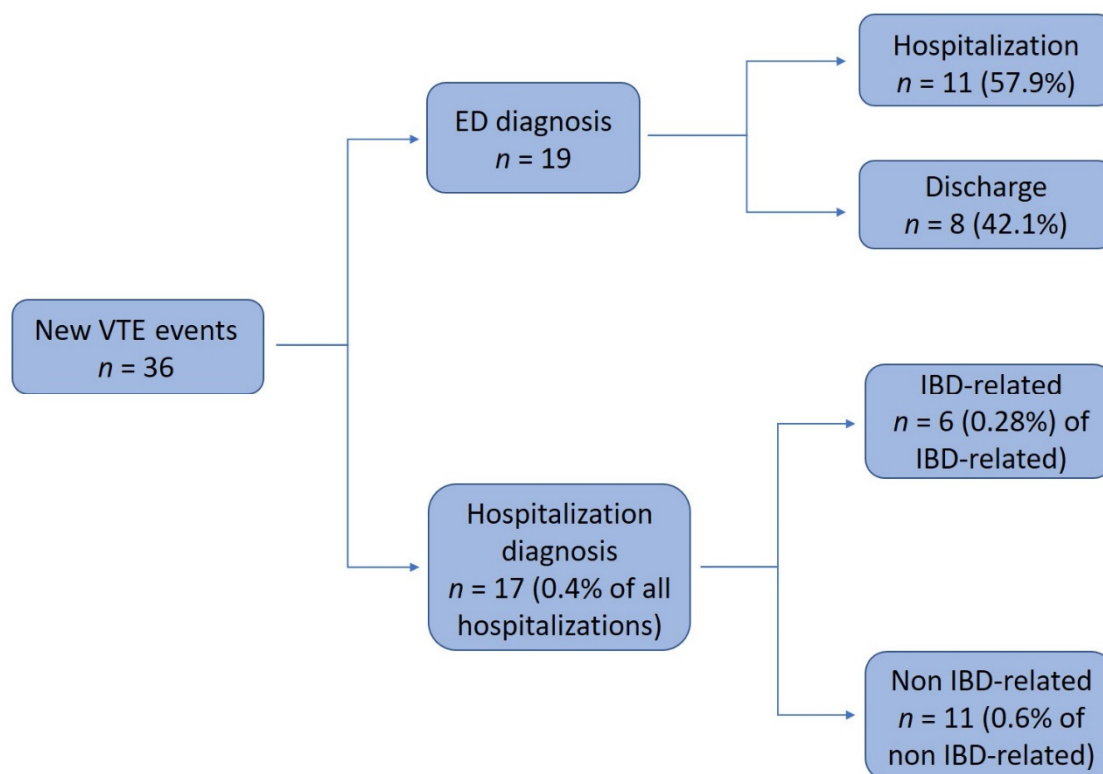 New VTE events
n = 36
ED diagnosis
n = 19
Hospitalization
n = 11 (57.9%)
Discharge
n = 8 (42.1%)
Hospitalization
diagnosis
n = 17 (0.4% of all
hospitalizations)
IBD-related
n = 6 (0.28%) of
IBD-related)
Non IBD-related
n = 11 (0.6% of
non IBD-related)